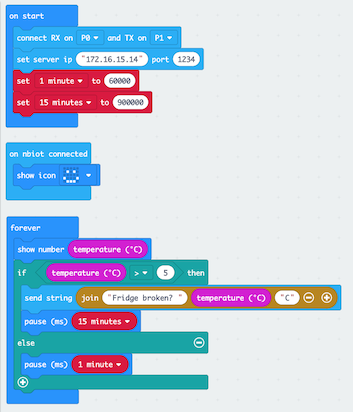 on start
connect RX on P0 and TX on P1
set server ip "172.16.15.14" port 1234
set 1 minute to 60000
set 15 minutes to 900000
on nbiot connected
show icon
forever
show number temperature (°C)
if temperature (°C) > 5 then
send string join "Fridge broken? " temperature (°C) "C"
pause (ms) 15 minutes
else
pause (ms) 1 minute